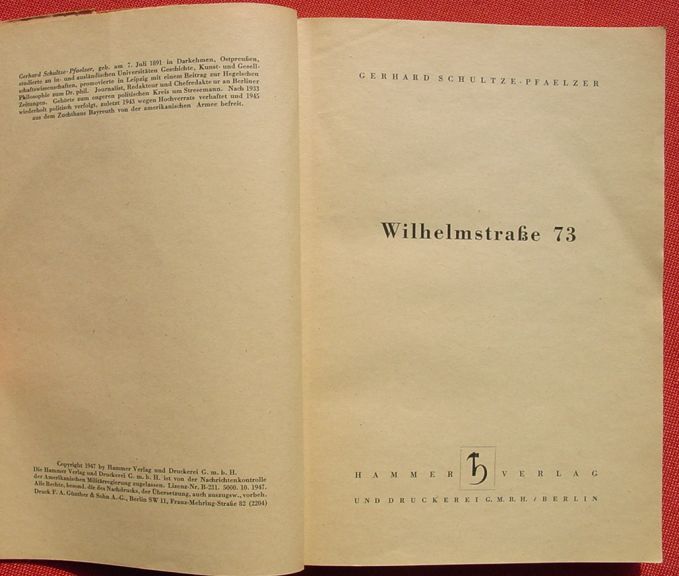 Gerhard Schultze-Pfaelzer, geb. am 7. Juli 1891 in Darkehmen, Ostpreußen,
studierte an in- und ausländischen Universitäten Geschichte, Kunst- und Gesell-
schaftswissenschaften, promovierte in Leipzig mit einem Beitrag zur Hegelschen
Philosophie zum Dr. phil. Journalist, Redakteur und Chefredakteur an Berliner
Zeitungen. Gehörte zum engeren politischen Kreis um Stresemann. Nach 1933
wiederholt politisch verfolgt, zuletzt 1943 wegen Hochverrats verhaftet und 1945
aus dem Zuchthaus Bayreuth von der amerikanischen Armee befreit.
Copyright 1947 by Hammer Verlag und Druckerei G. m. b. H.
Die Hammer Verlag und Druckerei G. m. b. H. ist von der Nachrichtenkontrolle
der Amerikanischen Militärregierung zugelassen. Lizenz-Nr. B-231. 5000. 10. 1947.
Alle Rechte, besond. die des Nachdrucks, der Übersetzung, auch auszugsw., vorbeh.
Druck F. A. Günther & Sohn A.-G., Berlin SW 11, Franz-Mehring-Straße 82 (2204)
GERHARD SCHULTZE-PFAELZER
Wilhelmstraße 73
HAMMER VERLAG
UND DRUCKEREI G.M.B.H. / BERLIN